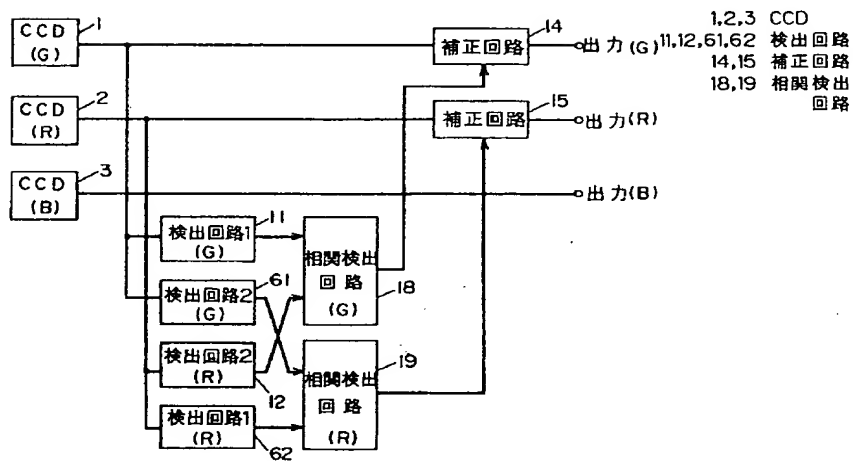 CCD
(G)
1
14
補正回路
出力(G)
1,2,3 CCD
11,12,61,62 検出回路
14,15 補正回路
18,19 相関検出
回路
CCD
(R)
2
15
補正回路
出力(R)
CCD
(B)
3
出力(B)
検出回路1
(G)
11
検出回路2
(G)
61
相関検出
回路
(G)
18
検出回路2
(R)
12
検出回路1
(R)
62
相関検出
回路
(R)
19